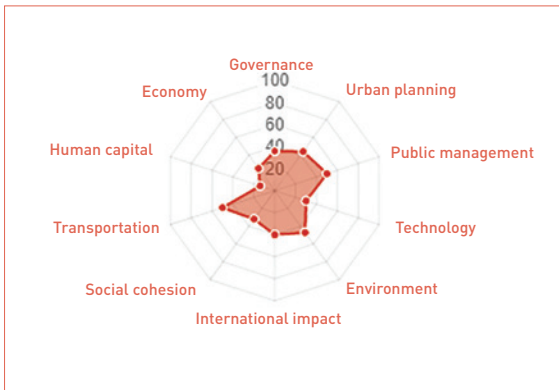 Governance
100
80
60
40
20
Urban planning
Public management
Technology
Environment
International impact
Social cohesion
Transportation
Human capital
Economy